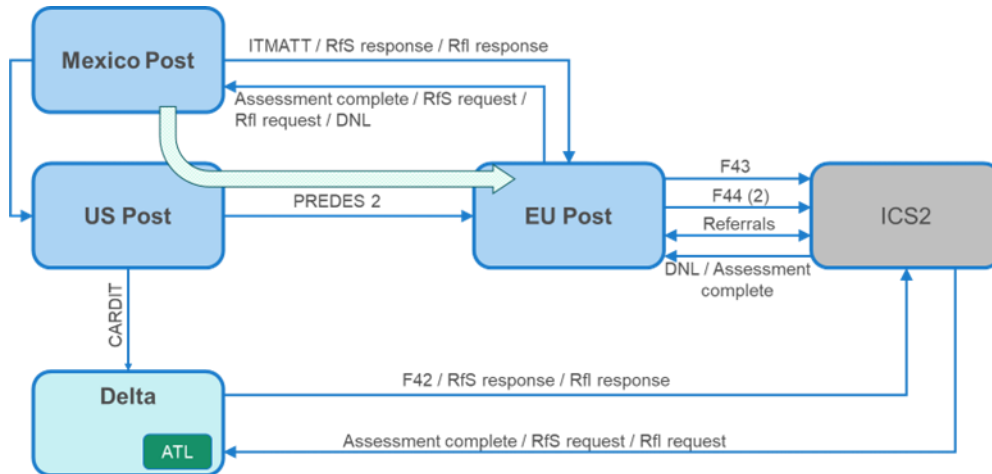 Mexico Post
ITMATT / RfS response / RfI response
Assessment complete / RfS request /
RfI request / DNL
US Post
PREDES 2
EU Post
F43
F44 (2)
Referrals
DNL / Assessment
complete
ICS2
CARDIT
Delta
ATL
F42 / RfS response / RfI response
Assessment complete / RfS request / RfI request